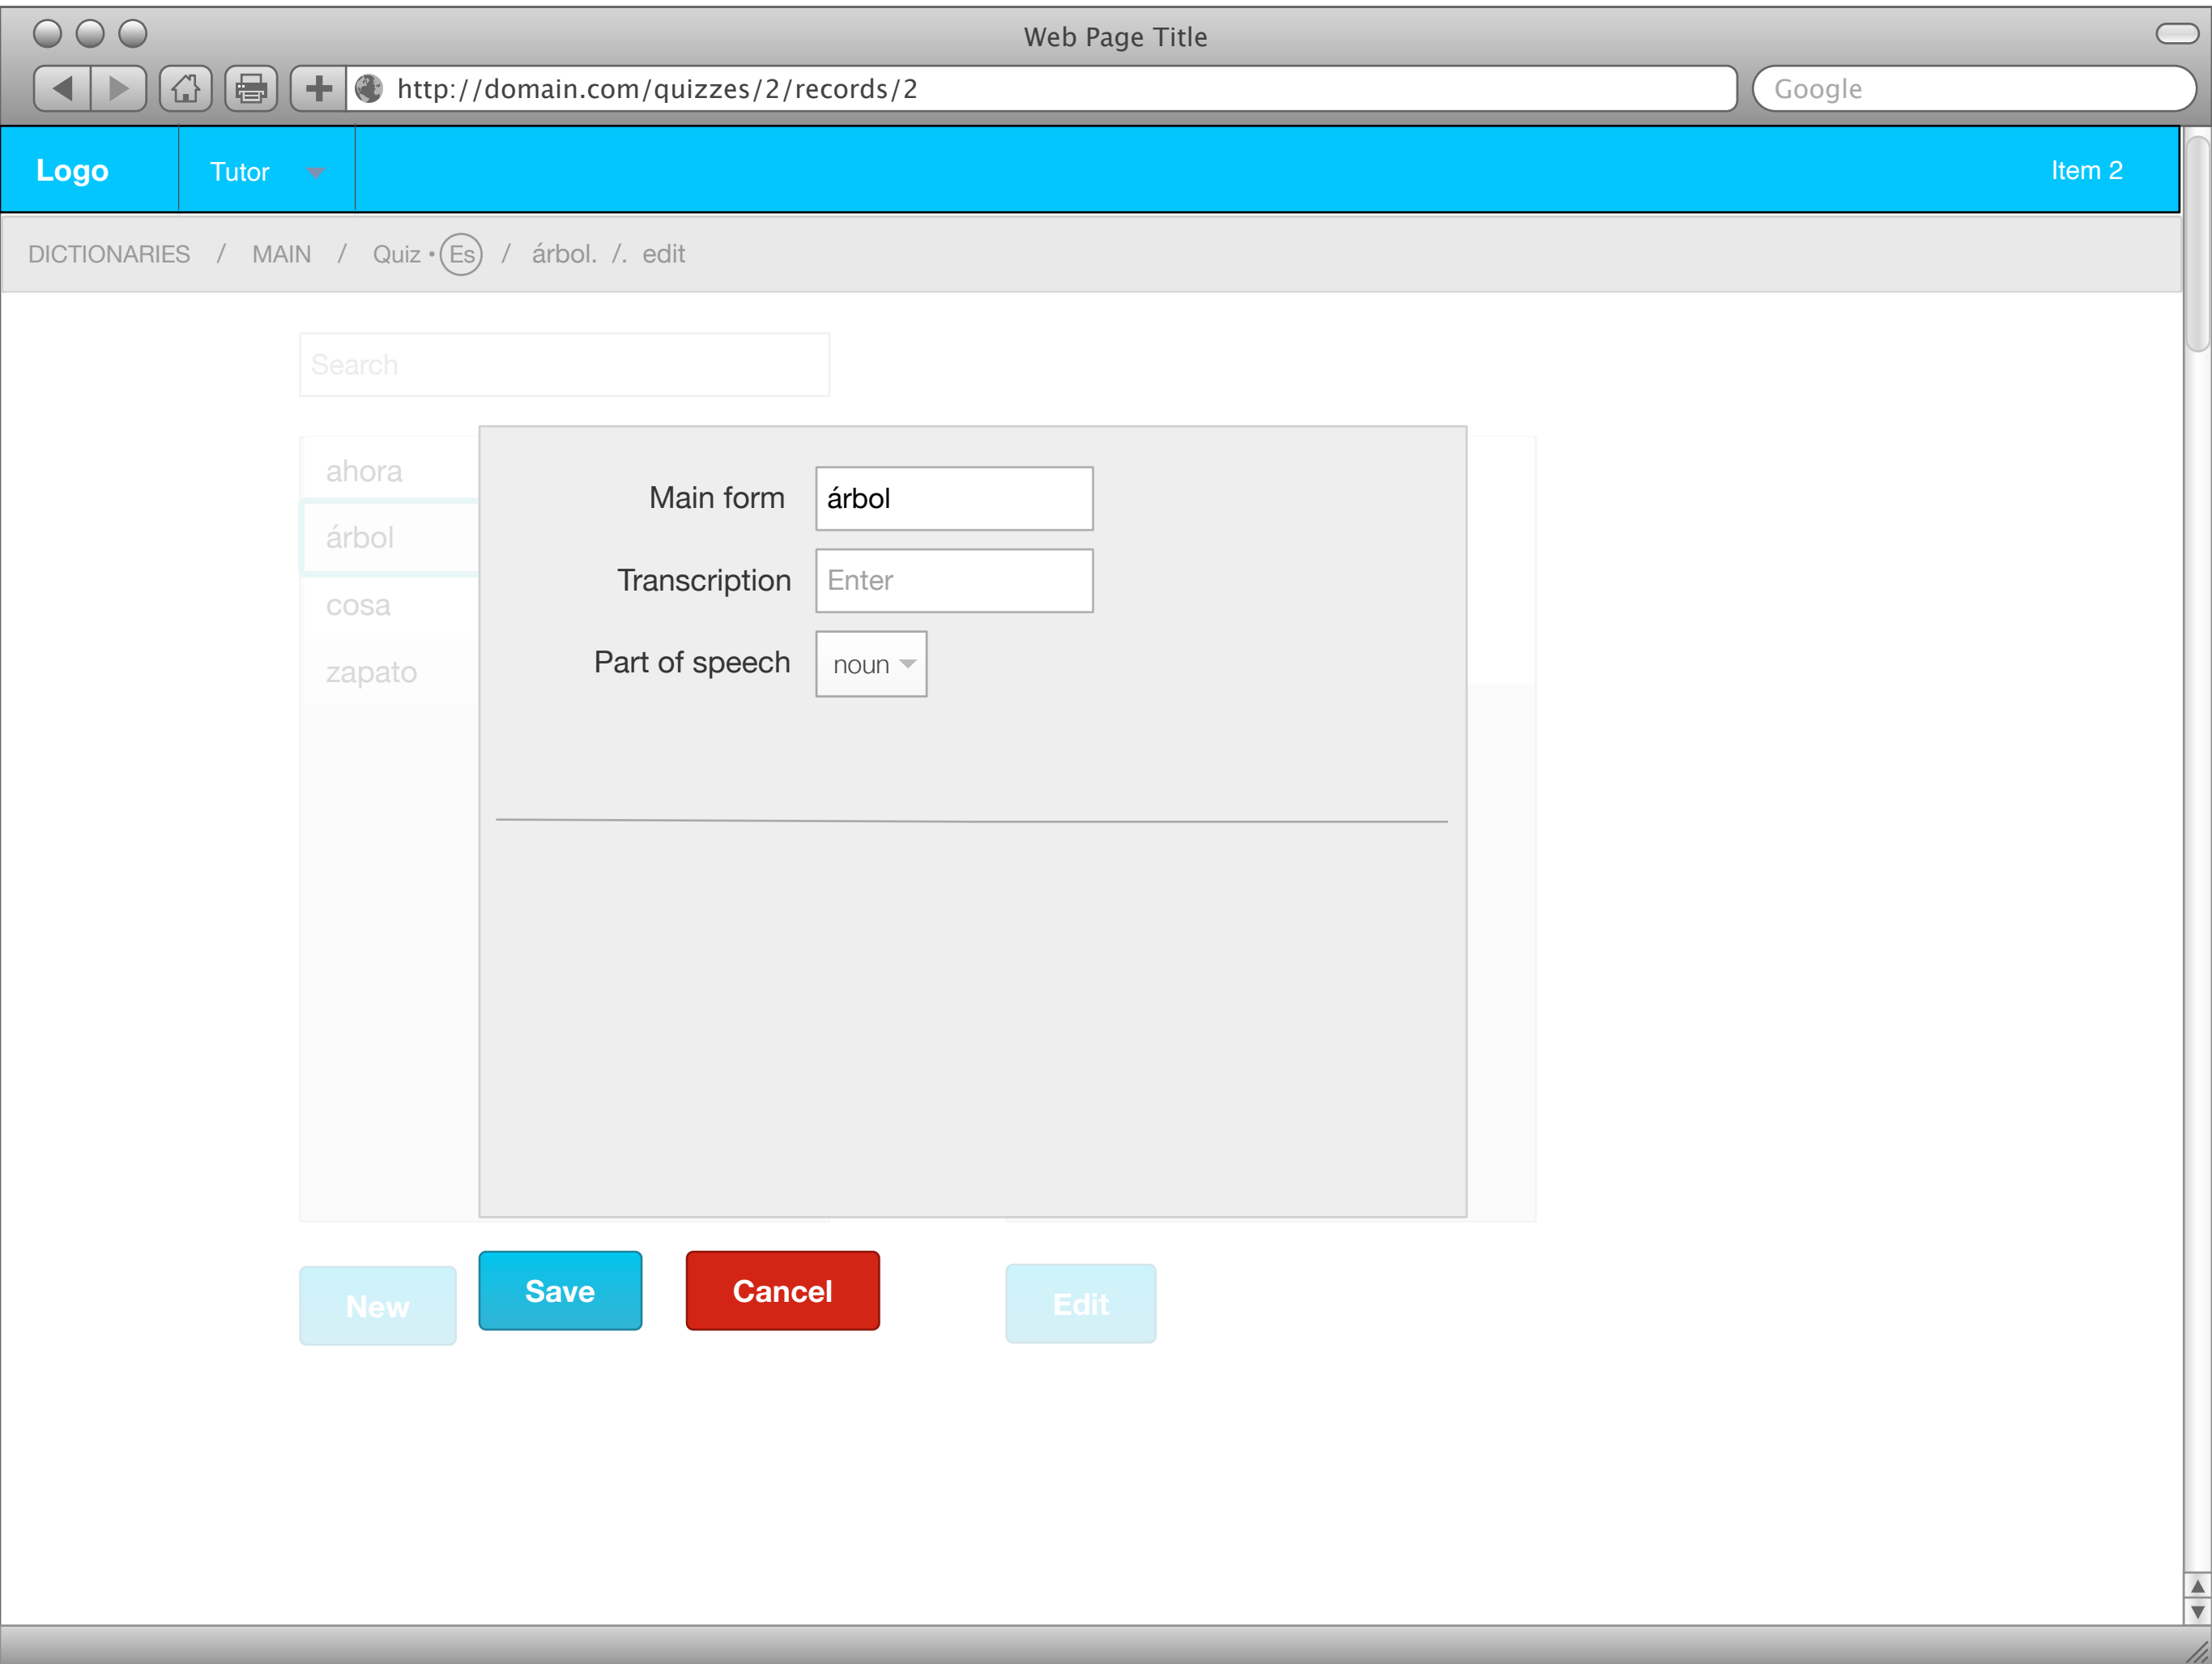 Web Page Title
http://domain.com/quizzes/2/records/2
Google
Logo
Tutor
Item 2
DICTIONARIES / MAIN / Quiz • Es / árbol. /. edit
Search
ahora
árbol
cosa
zapato
Main form árbol
Transcription Enter
Part of speech noun
New
Save
Cancel
Edit